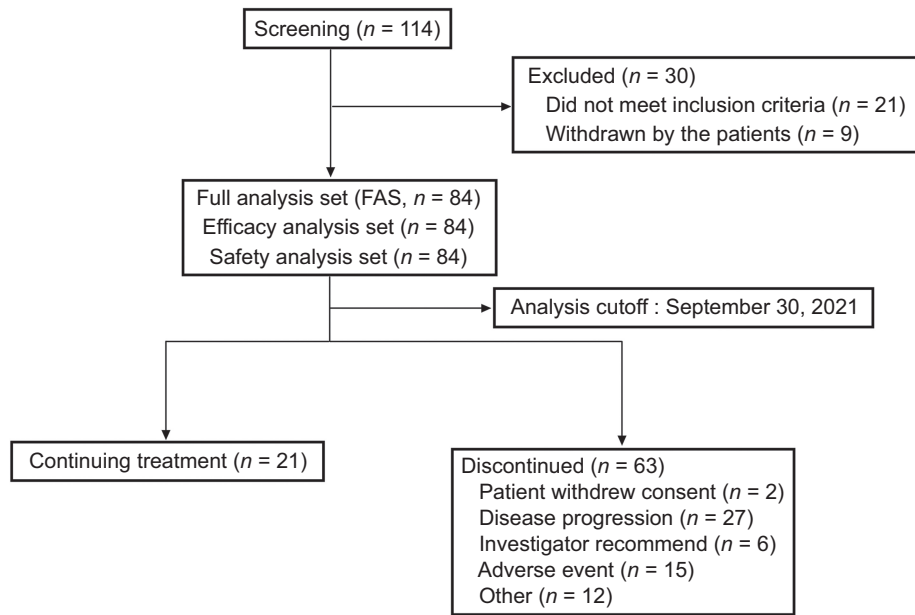 Screening (n = 114)
Excluded (n = 30)
Did not meet inclusion criteria (n = 21)
Withdrawn by the patients (n = 9)
Full analysis set (FAS, n = 84)
Efficacy analysis set (n = 84)
Safety analysis set (n = 84)
Analysis cutoff : September 30, 2021
Continuing treatment (n = 21)
Discontinued (n = 63)
Patient withdrew consent (n = 2)
Disease progression (n = 27)
Investigator recommend (n = 6)
Adverse event (n = 15)
Other (n = 12)